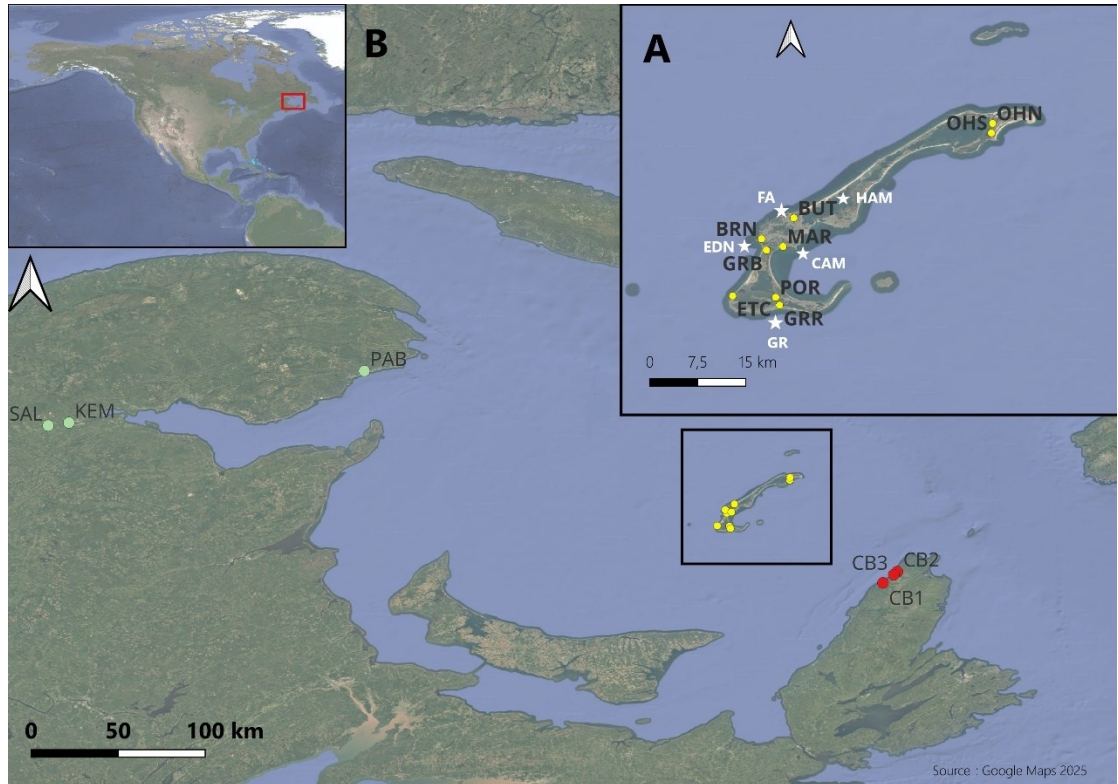 B
A
OHS
OHN
FA
BUT
HAM
BRN
MAR
EDN
GRB
CAM
POR
ETC
GRR
GR
0 7,5 15 km
PAB
SAL
KEM
CB3
CB2
CB1
0 50 100 km
Source : Google Maps 2025